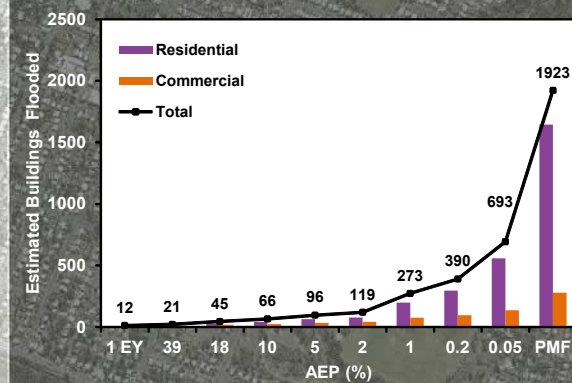 Estimated Buildings Flooded
2500
2000
1500
1000
500
0
Residential
Commercial
Total
12
21
45
66
96
119
273
390
693
1923
1 EY 39 18 10 5 2 1 0.2 0.05 PMF
AEP (%)